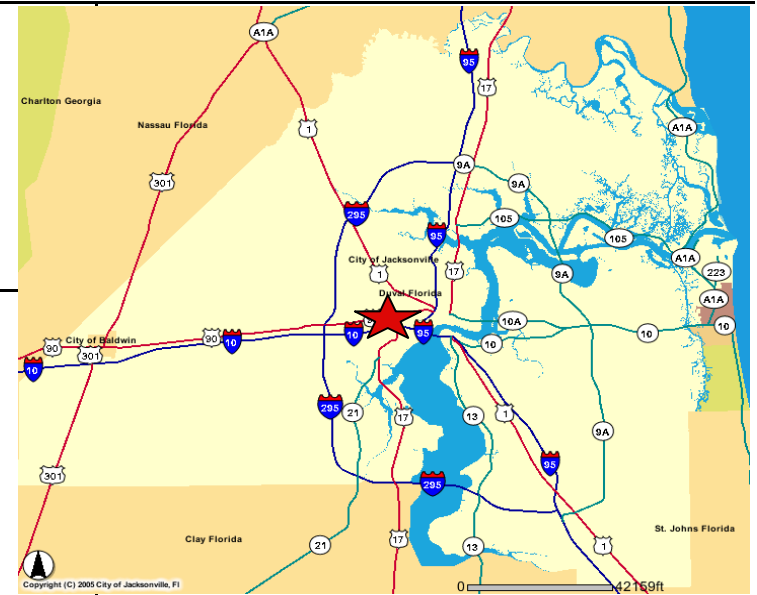 A1A
95
17
Charlton Georgia
Nassau Florida
1
A1A
9A
301
9A
295
105
95
105
City of Jacksonville
A1A
1
17
9A
223
Duval Florida
A1A
10A
10
90
10
95
10
City of Baldwin
90
10
10
301
10
295
21
17
13
1
9A
95
301
295
St. Johns Florida
Clay Florida
17
21
13
1
Copyright (C) 2005 City of Jacksonville, Fl
0
42159ft